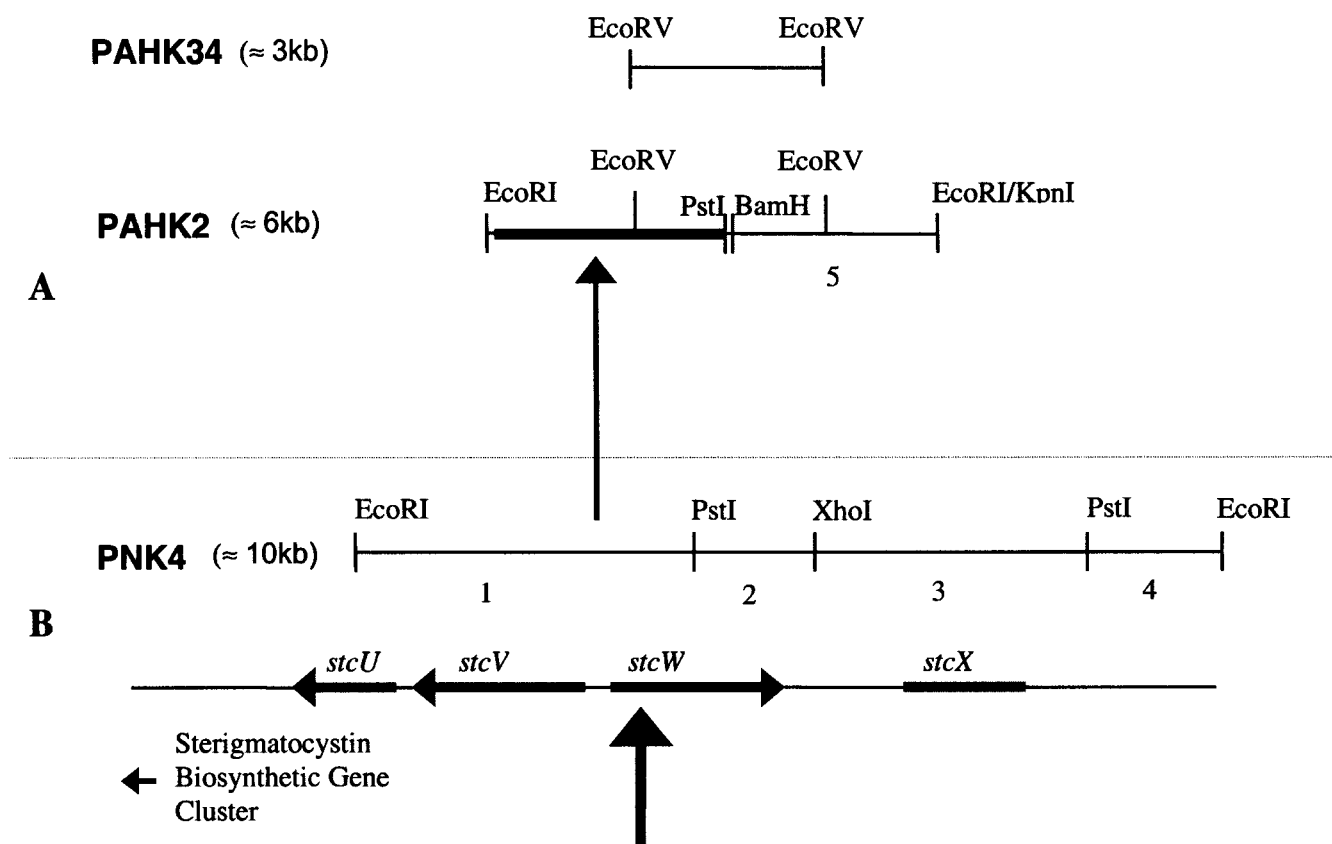 EcoRV EcoRV
PAHK34 (≈ 3kb)
EcoRV EcoRV
EcoRI PstI BamH EcoRI/KpnI
PAHK2 (≈ 6kb)
5
A
EcoRI PstI XhoI PstI EcoRI
PNK4 (≈ 10kb)
1 2 3 4
B
stcU stcV stcW stcX
Sterigmatocystin
Biosynthetic Gene
Cluster